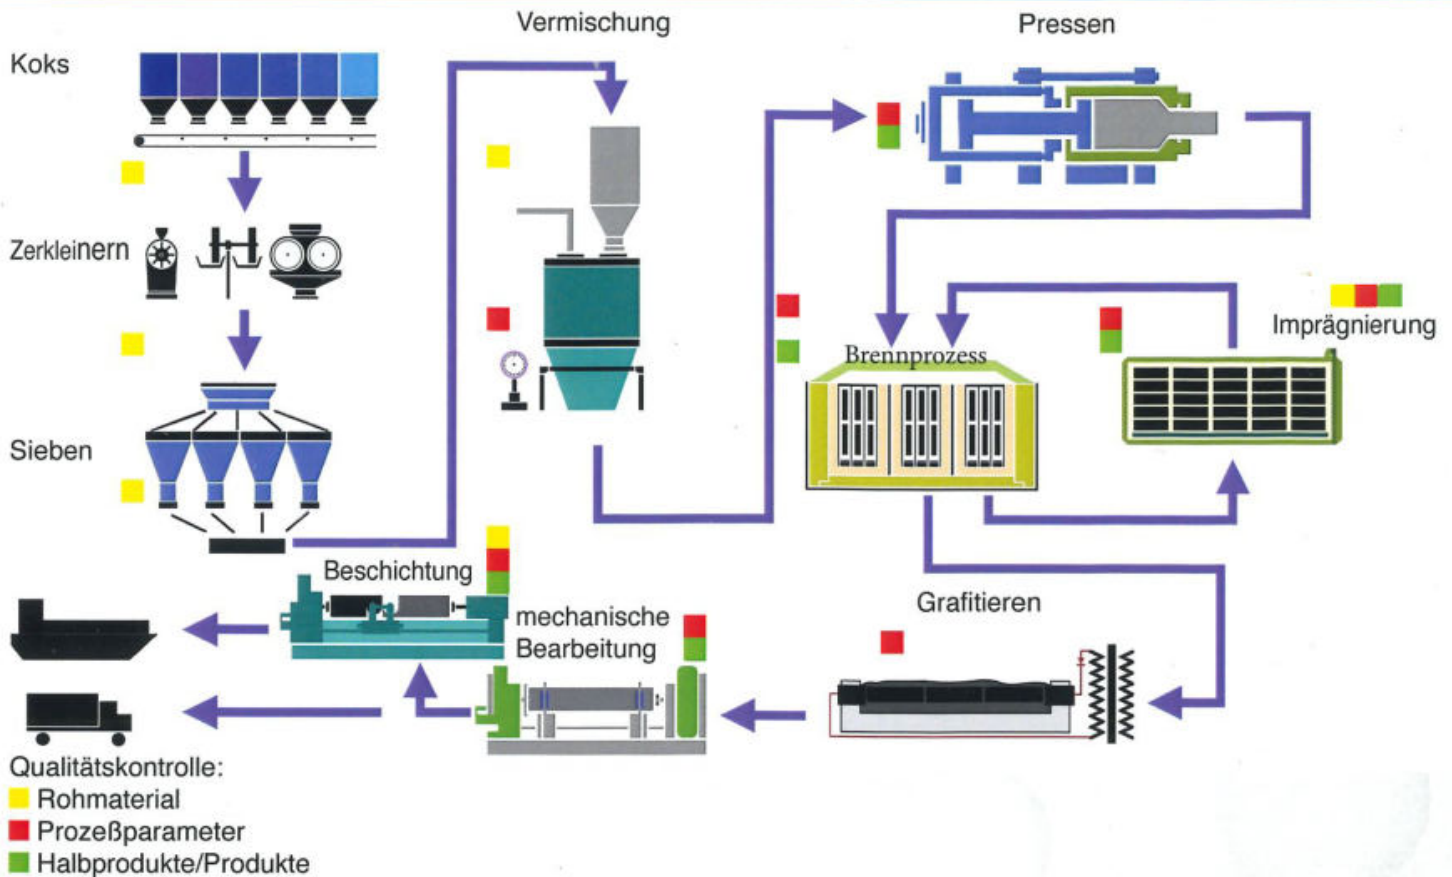 Vermischung
Pressen
Koks
Zerkleinern
Imprägnierung
Brennprozess
Sieben
Beschichtung
Grafitieren
mechanische
Bearbeitung
Qualitätskontrolle:
Rohmaterial
Prozeßparameter
Halbprodukte/Produkte